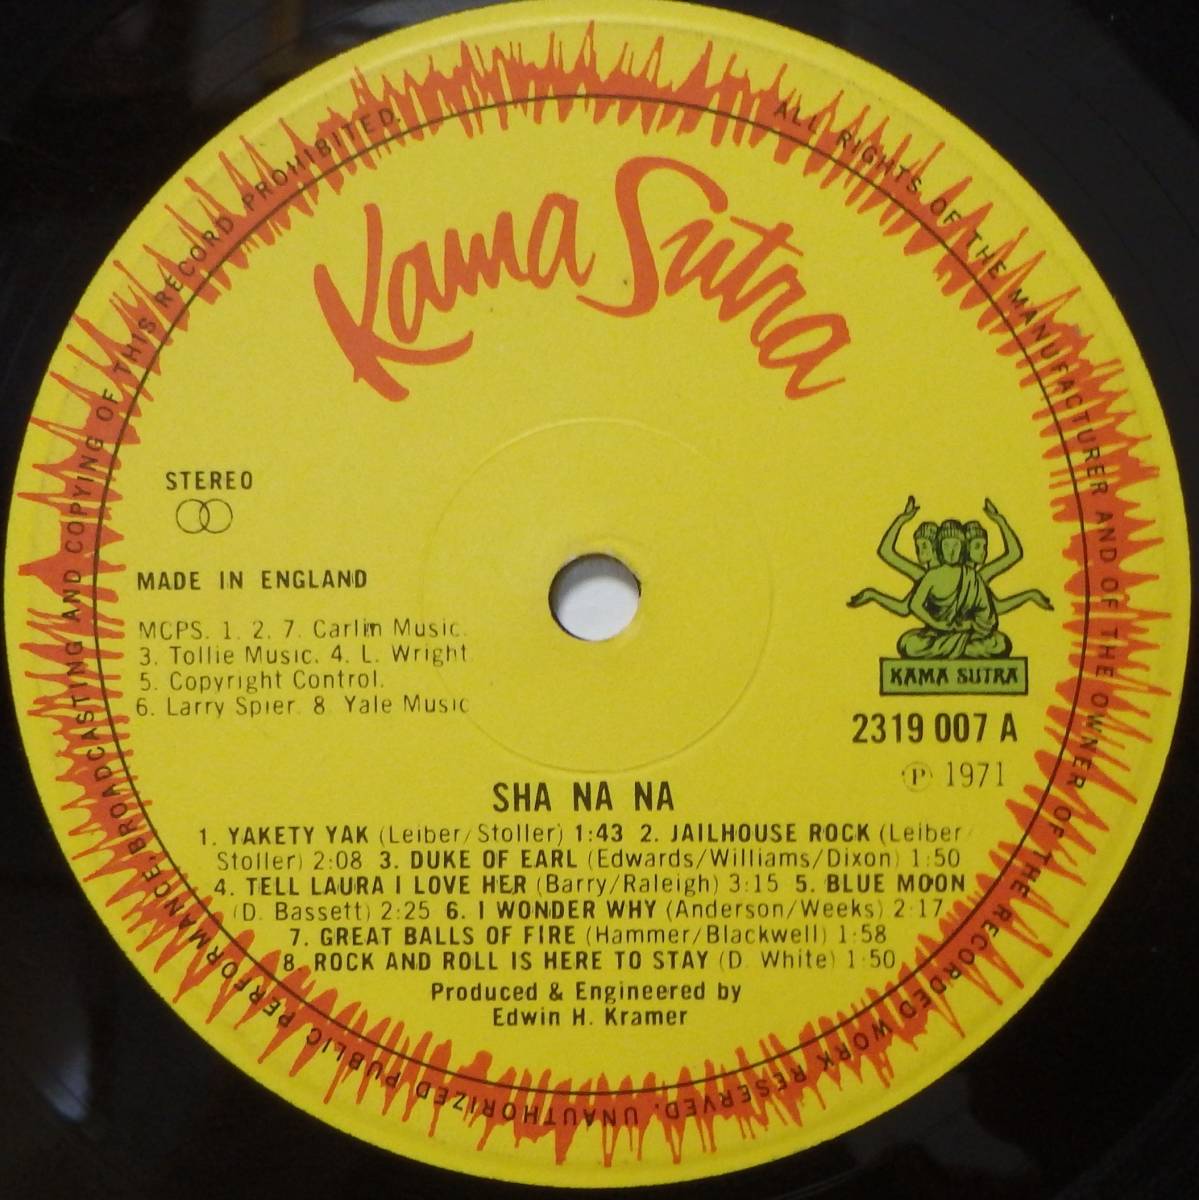 ALL RIGHTS OF THE MANUFACTURER AND OF THE OWNER OF THE RECORDED WORK RESERVED. UNAUTHORIZED PUBLIC PERFORMANCE, BROADCASTING AND COPYING OF THIS RECORD PROHIBITED.
Kama Sutra
STEREO
MADE IN ENGLAND
MCPS. 1. 2. 7. Carlin Music.
3. Tollie Music. 4. L. Wright
5. Copyright Control.
6. Larry Spier. 8. Yale Music
KAMA SUTRA
2319 007 A
℗ 1971
SHA NA NA
1. YAKETY YAK (Leiber/Stoller) 1:43 2. JAILHOUSE ROCK (Leiber/
Stoller) 2:08 3. DUKE OF EARL (Edwards/Williams/Dixon) 1:50
4. TELL LAURA I LOVE HER (Barry/Raleigh) 3:15 5. BLUE MOON
(D. Bassett) 2:25 6. I WONDER WHY (Anderson/Weeks) 2:17
7. GREAT BALLS OF FIRE (Hammer/Blackwell) 1:58
8. ROCK AND ROLL IS HERE TO STAY (D. White) 1:50
Produced & Engineered by
Edwin H. Kramer